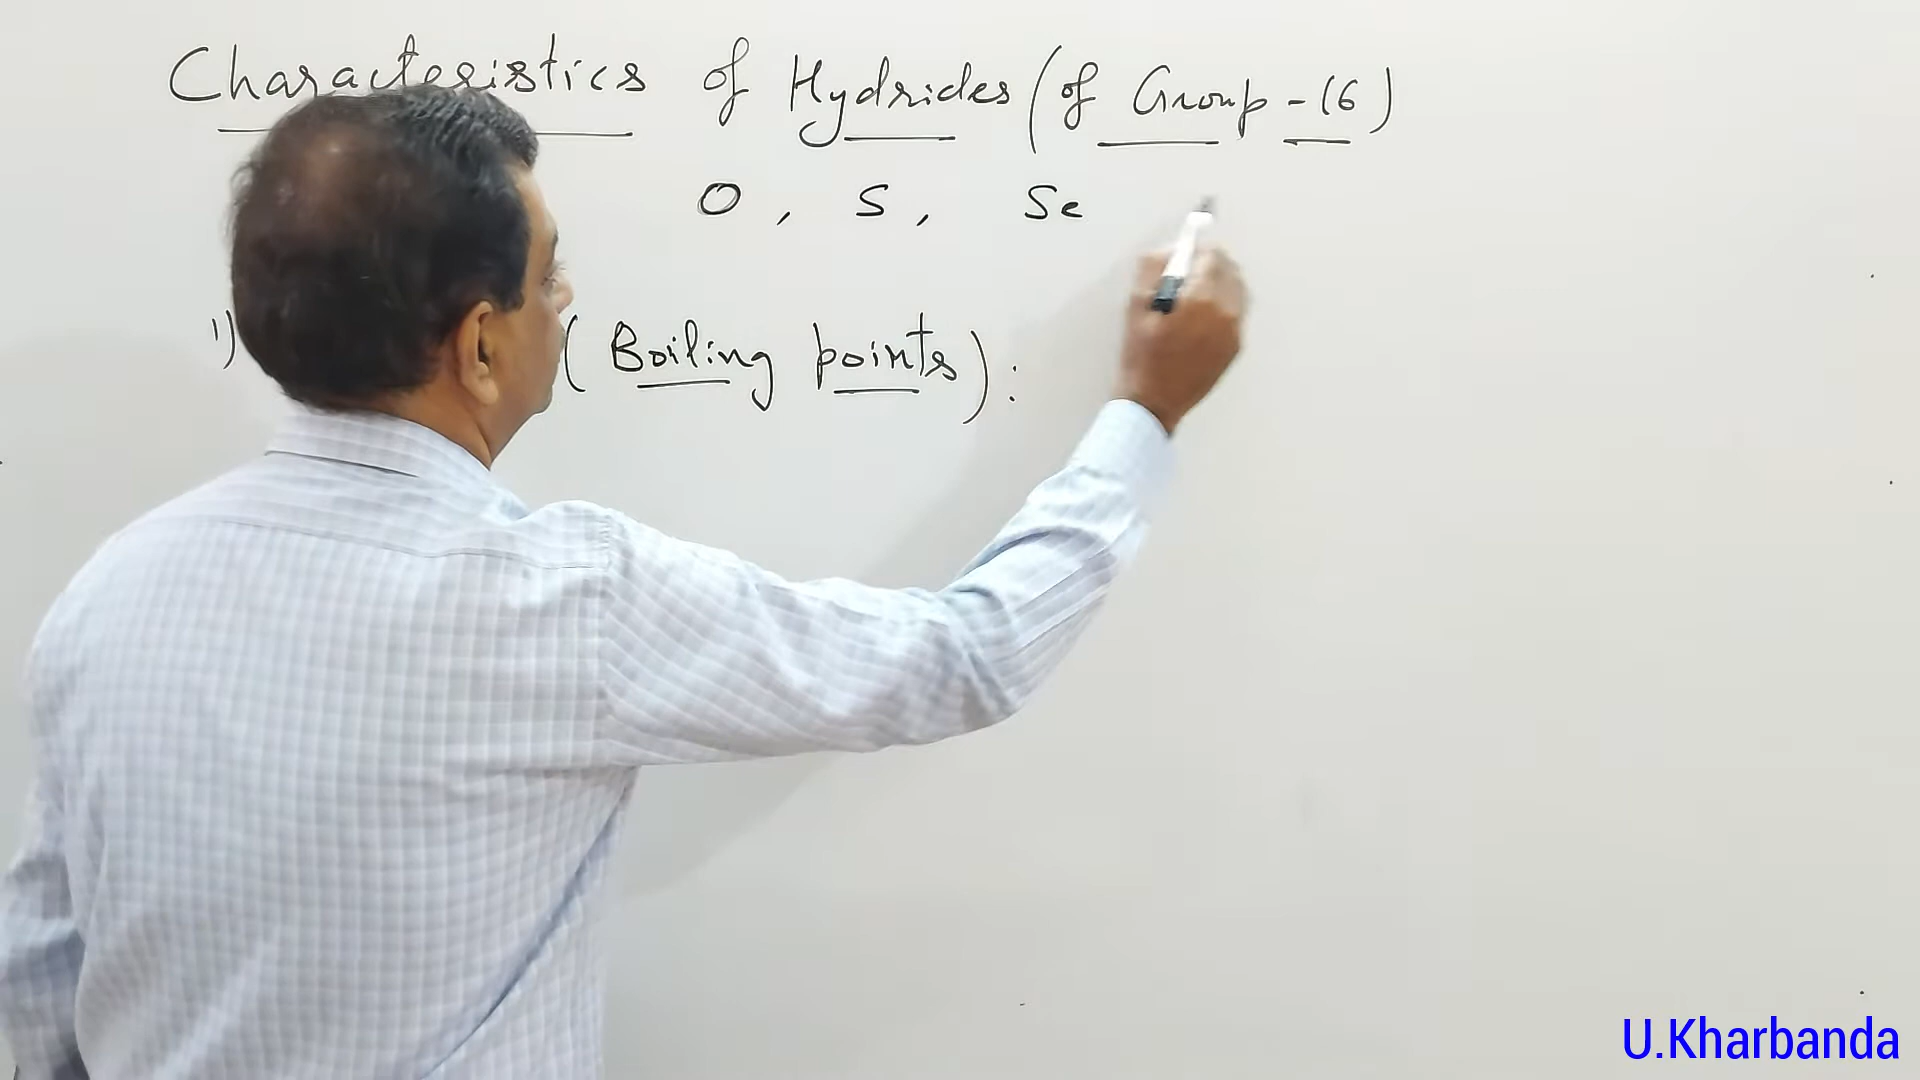 Characteristics of Hydrides (of Group-16)
O, S, Se
1) (Boiling points):
U.Kharbanda